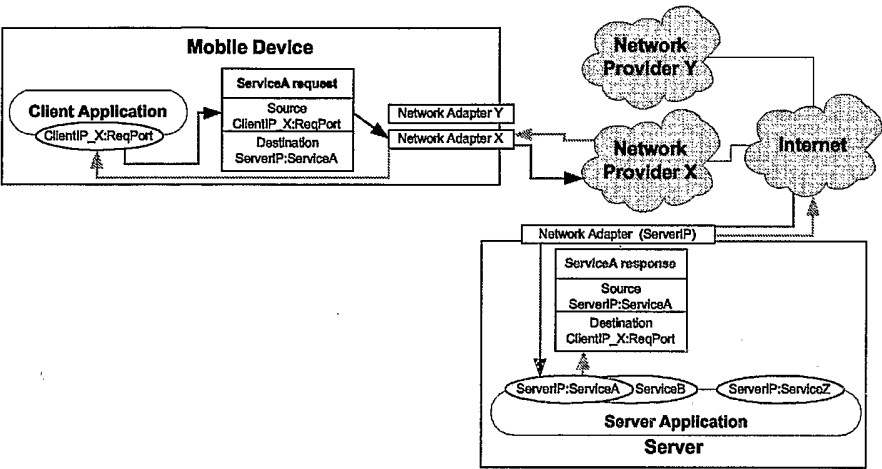 Mobile Device
Client Application
ClientIP_X:ReqPort
ServiceA request
Source
ClientIP_X:ReqPort
Destination
ServerIP:ServiceA
Network Adapter Y
Network Adapter X
Network
Provider Y
Network
Provider X
Internet
Network Adapter (ServerIP)
ServiceA response
Source
ServerIP:ServiceA
Destination
ClientIP_X:ReqPort
ServerIP:ServiceA
ServiceB
ServerIP:ServiceZ
Server Application
Server